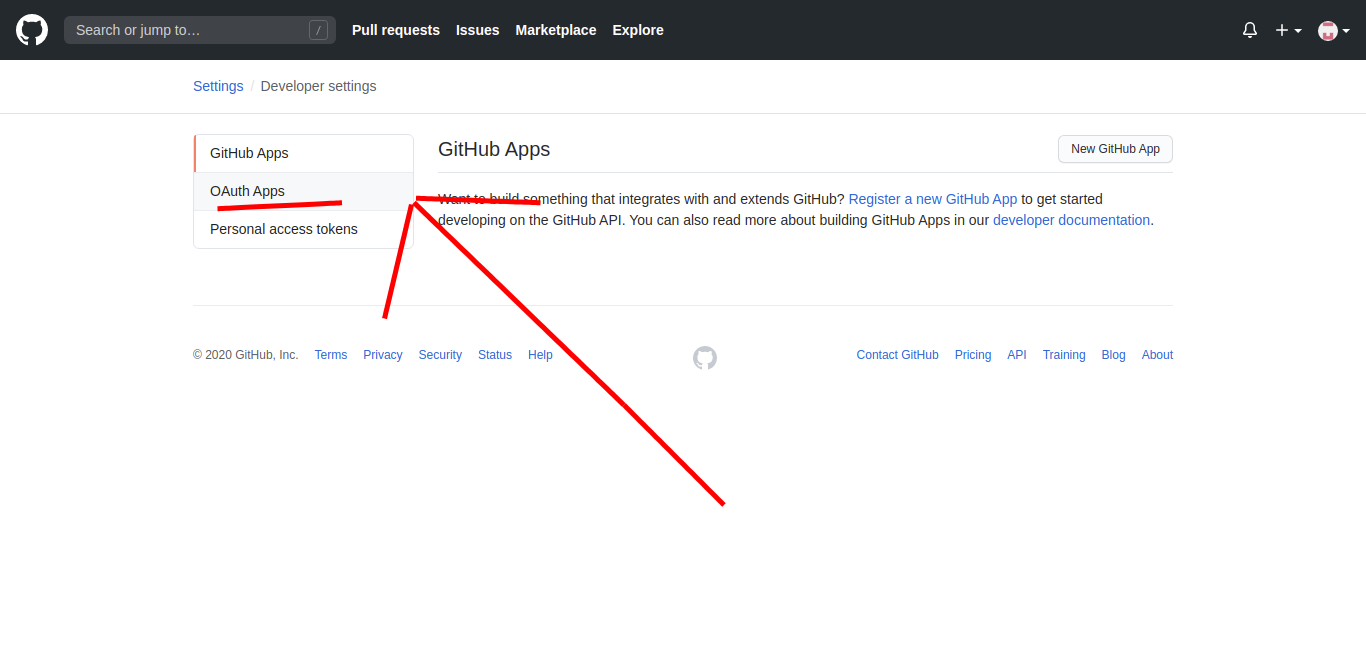 Search or jump to… /
Pull requests Issues Marketplace Explore
Settings / Developer settings
GitHub Apps
OAuth Apps
Personal access tokens
GitHub Apps
New GitHub App
Want to build something that integrates with and extends GitHub? Register a new GitHub App to get started
developing on the GitHub API. You can also read more about building GitHub Apps in our developer documentation.
© 2020 GitHub, Inc. Terms Privacy Security Status Help
Contact GitHub Pricing API Training Blog About